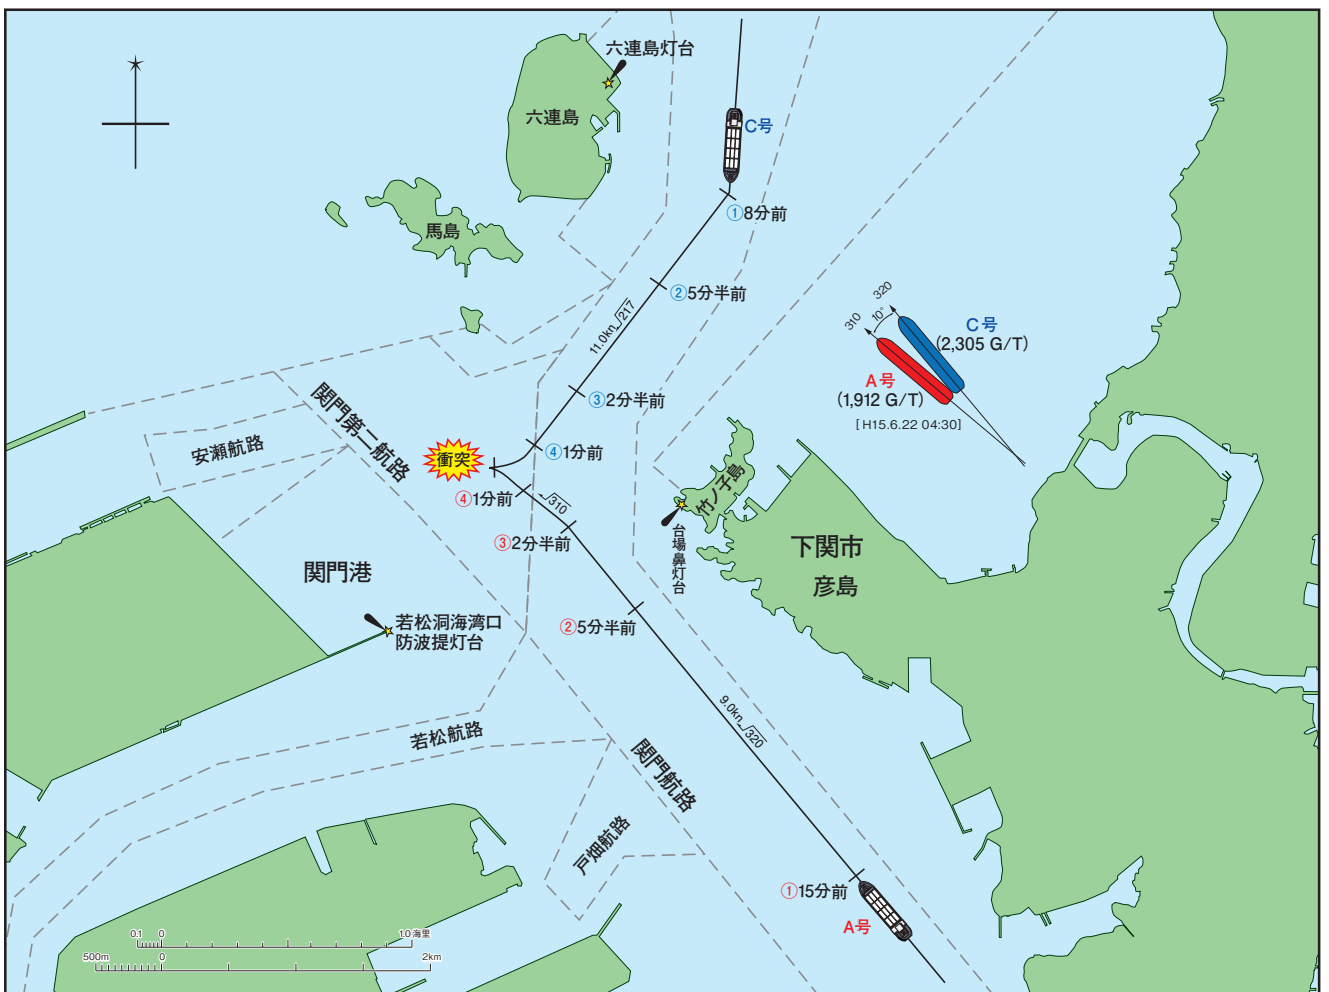 六連島灯台
六連島
C号
①8分前
馬島
②5分半前
11.0kn 217
320
310
10°
C号
(2,305 G/T)
A号
(1,912 G/T)
[ H15.6.22 04:30]
③2分半前
関門第二航路
安瀬航路
衝突
④1分前
④1分前
310
竹ノ子島
③2分半前
台場鼻灯台
下関市
彦島
関門港
若松洞海湾口
防波提灯台
②5分半前
9.0kn 320
若松航路
関門航路
戸畑航路
①15分前
A号
0.1 0 1.0海里
500m 0 2km